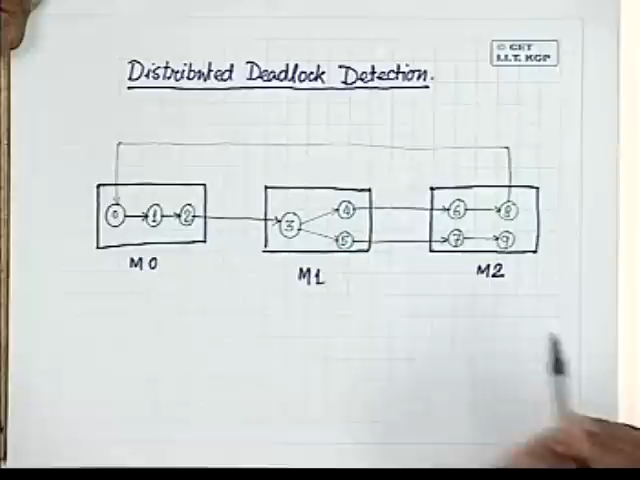 © CET
I.I.T. KGP
Distributed Deadlock Detection.
0 1 2 3 4 5 6 8 7 9
M0 M1 M2